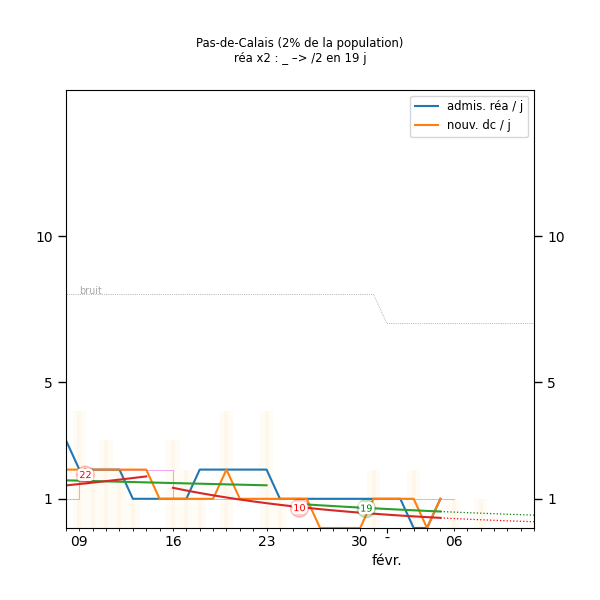 Pas-de-Calais (2% de la population)
réa x2 : _ –> /2 en 19 j
admis. réa / j
nouv. dc / j
10
10
bruit
5
5
22
10
19
1
1
09
16
23
30
-
06
févr.